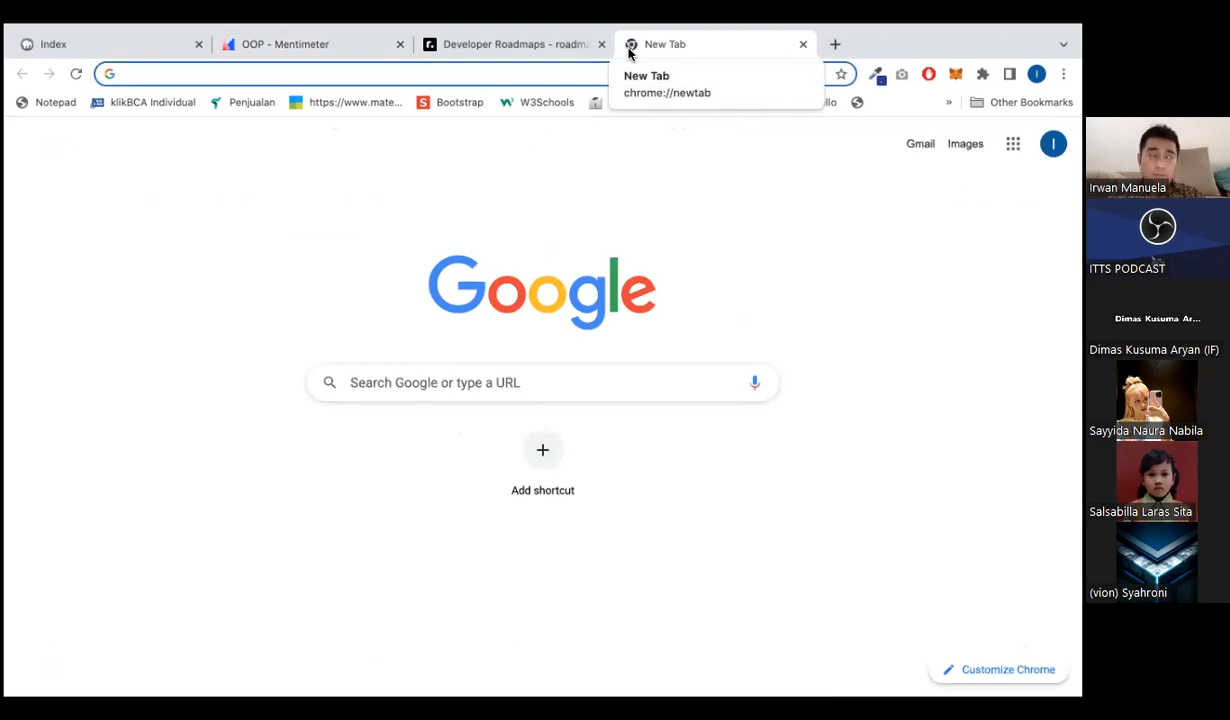 Index
OOP - Mentimeter
Developer Roadmaps - roadm
New Tab
New Tab
chrome://newtab
Notepad
klikBCA Individual
Penjualan
https://www.mate...
Bootstrap
W3Schools
llo
»
Other Bookmarks
Gmail
Images
I
I
Google
Search Google or type a URL
Add shortcut
Customize Chrome
Irwan Manuela
ITTS PODCAST
Dimas Kusuma Ar...
Dimas Kusuma Aryan (IF)
Sayyida Naura Nabila
Salsabilla Laras Sita
(vion) Syahroni